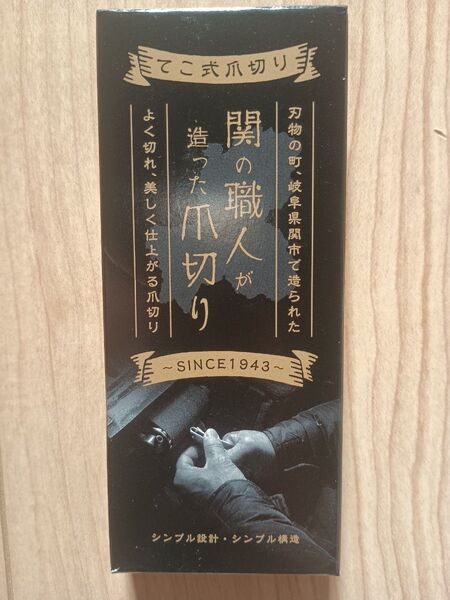 てこ式爪切り
刃物の町、岐阜県関市で造られた
関の職人が
造った爪切り
よく切れ、美しく仕上がる爪切り
～SINCE1943～
シンプル設計・シンプル構造